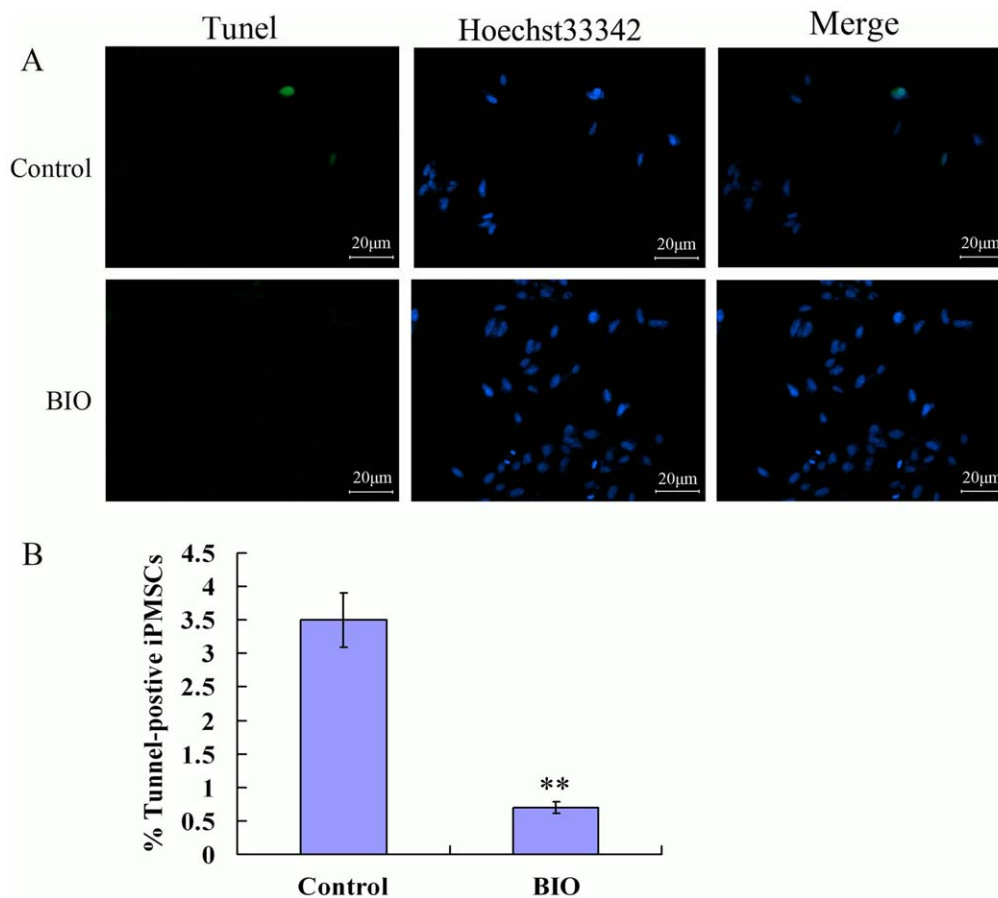 Tunel Hoechst33342 Merge
A
Control
20μm 20μm 20μm
BIO
20μm 20μm 20μm
B
% Tunnel-postive iPMSCs
4.5
4
3.5
3
2.5
2
1.5
1
0.5
0
**
Control BIO